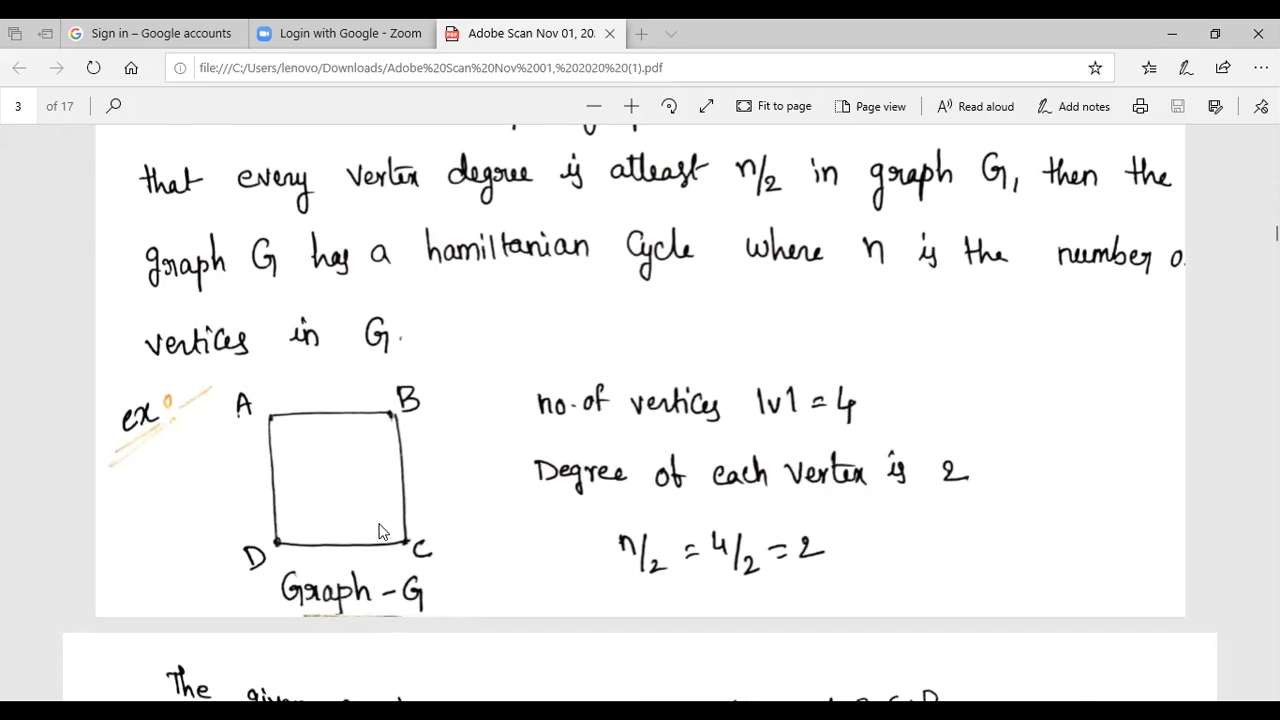 Sign in – Google accounts
Login with Google - Zoom
Adobe Scan Nov 01, 202
file:///C:/Users/lenovo/Downloads/Adobe%20Scan%20Nov%2001,%202020%20(1).pdf
3 of 17
Fit to page
Page view
Read aloud
Add notes
that every vertex degree is atleast n/2 in graph G, then the
graph G has a hamiltanian Cycle where n is the number o
vertices in G.
ex:
A B
D C
Graph - G
no. of vertices |v| = 4
Degree of each vertex is 2
n/2 = 4/2 = 2
The